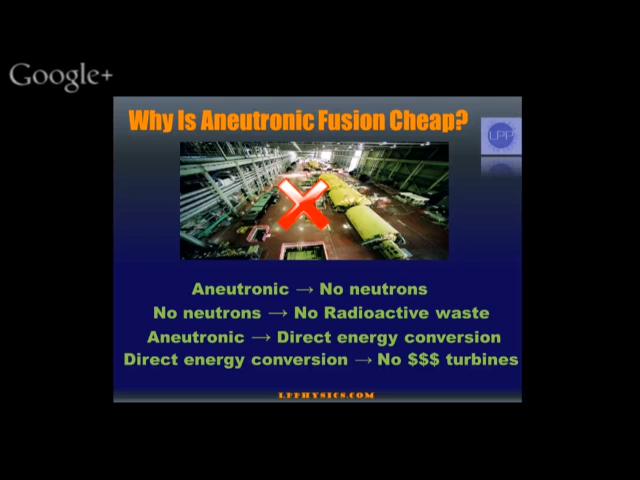 Google+
Why Is Aneutronic Fusion Cheap?
LPP
Aneutronic → No neutrons
No neutrons → No Radioactive waste
Aneutronic → Direct energy conversion
Direct energy conversion → No $$$ turbines
LPPHYSICS.COM